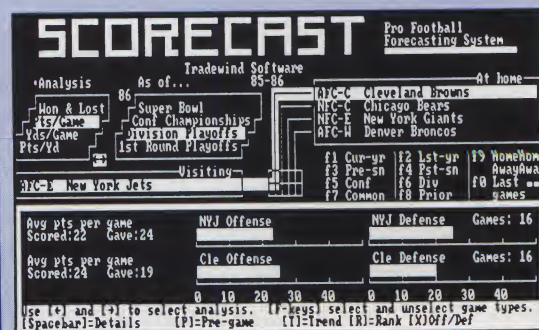 SCORECAST
Pro Football
Forecasting System
Tradewind Software
•Analysis
As of...
85-86
At home
Won & Lost
Pts/Game
Yds/Game
Pts/Yd
86
Super Bowl
Conf Championships
Division Playoffs
1st Round Playoffs
AFC-C Cleveland Browns
NFC-C Chicago Bears
NFC-E New York Giants
AFC-W Denver Broncos
Visiting
AFC-E New York Jets
f1 Cur-yr f2 Lst-yr f9 HomeHome
f3 Pre-sn f4 Pst-sn AwayAwa
f5 Conf f6 Div f0 Last
f7 Common f8 Prior games
Avg pts per game
Scored:22 Gave:24
NYJ Offense
NYJ Defense Games: 16
Avg pts per game
Scored:24 Gave:19
Cle Offense
Cle Defense Games: 16
0 10 20 30 40 0 10 20 30 40
Use [+] and [+] to select analysis. [F-keys] select and unselect game types.
[Spacebar]=Details [P]=Pre-game [T]=Trend [R]=Rank [X]Off/Def